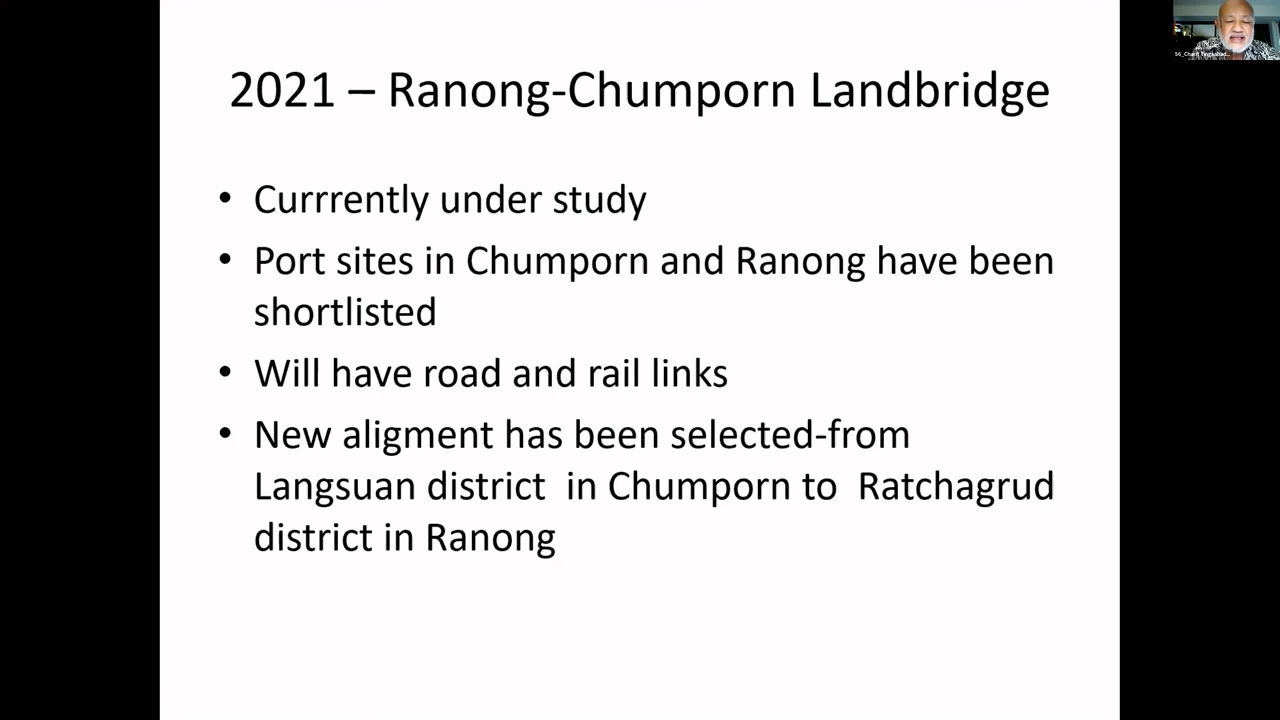 2021 – Ranong-Chumporn Landbridge
• Currrently under study
• Port sites in Chumporn and Ranong have been
shortlisted
• Will have road and rail links
• New aligment has been selected-from
Langsuan district  in Chumporn to  Ratchagrud
district in Ranong